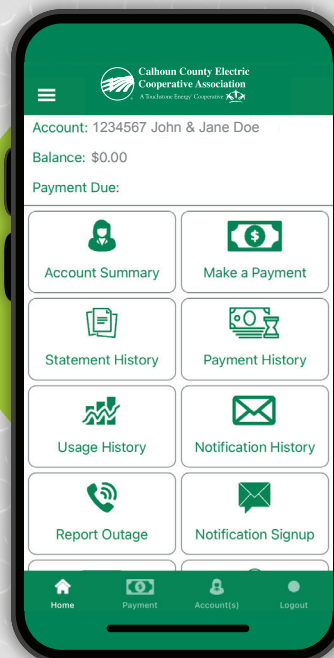 Calhoun County Electric
Cooperative Association
A Touchstone Energy® Cooperative
Account: 1234567 John & Jane Doe
Balance: $0.00
Payment Due:
Account Summary
Make a Payment
Statement History
Payment History
Usage History
Notification History
Report Outage
Notification Signup
Home
Payment
Account(s)
Logout